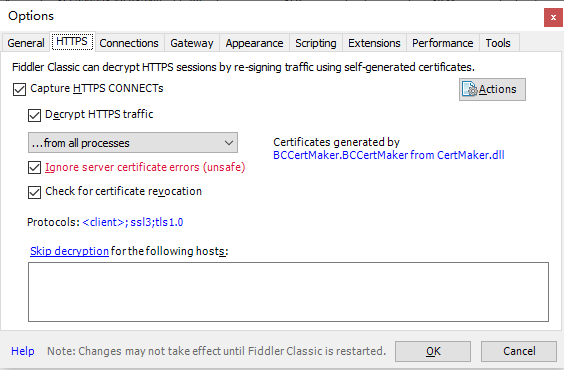 Options
x
General HTTPS Connections Gateway Appearance Scripting Extensions Performance Tools
Fiddler Classic can decrypt HTTPS sessions by re-signing traffic using self-generated certificates.
Capture HTTPS CONNECTs
Actions
Decrypt HTTPS traffic
...from all processes
Certificates generated by
BCCertMaker.BCCertMaker from CertMaker.dll
Ignore server certificate errors (unsafe)
Check for certificate revocation
Protocols: <client>; ssl3;tls1.0
Skip decryption for the following hosts:
Help Note: Changes may not take effect until Fiddler Classic is restarted. OK Cancel